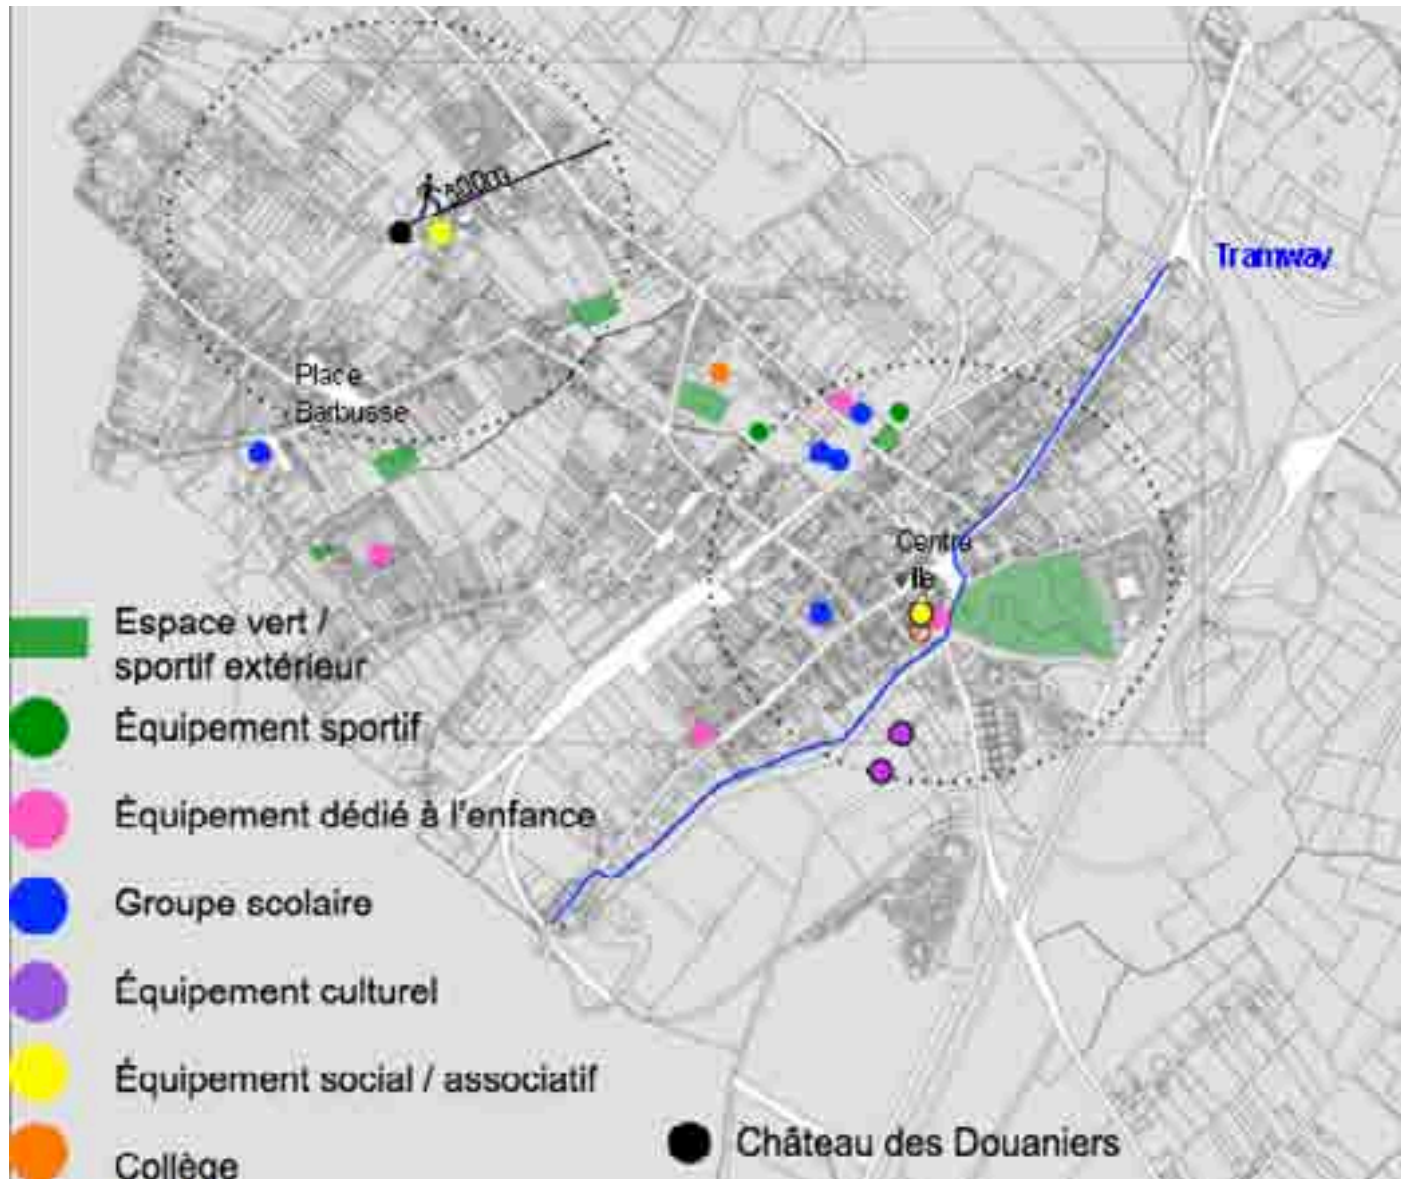 Tramway
Place
Barbusse
Centre
ville
Espace vert /
sportif extérieur
Équipement sportif
Équipement dédié à l'enfance
Groupe scolaire
Équipement culturel
Équipement social / associatif
Collège
Château des Douaniers